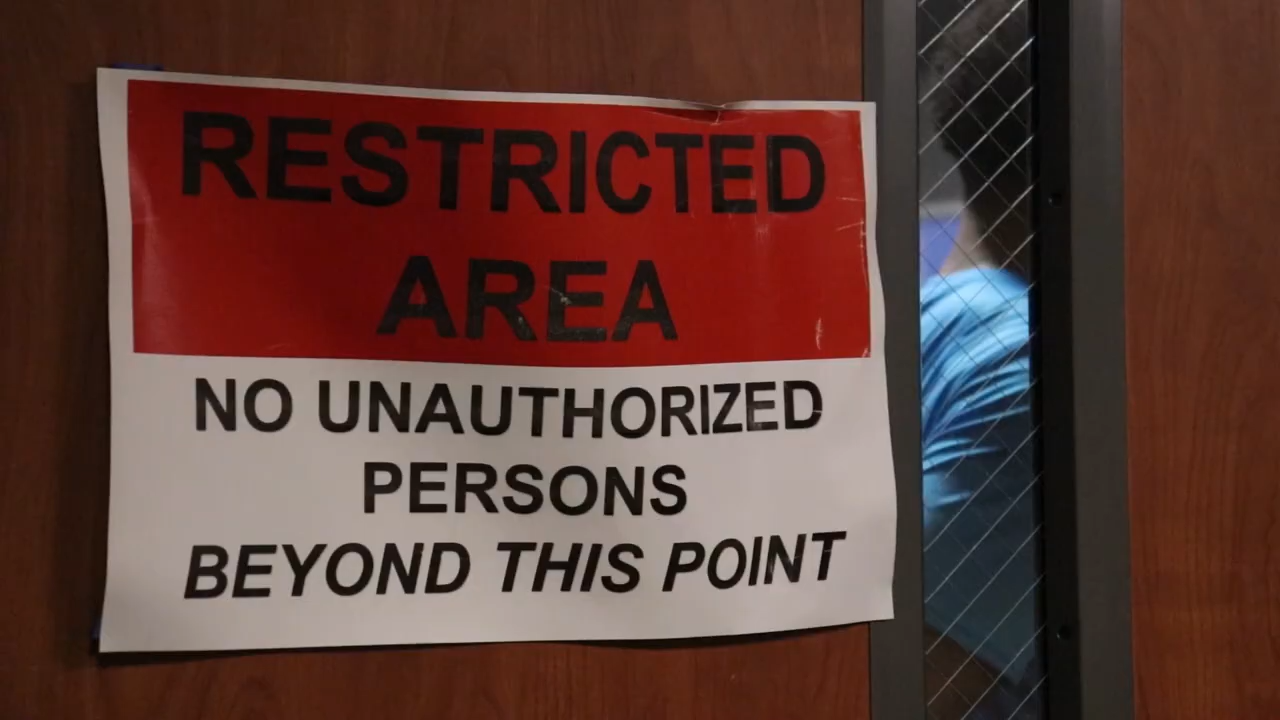 RESTRICTED
AREA
NO UNAUTHORIZED
PERSONS
BEYOND THIS POINT